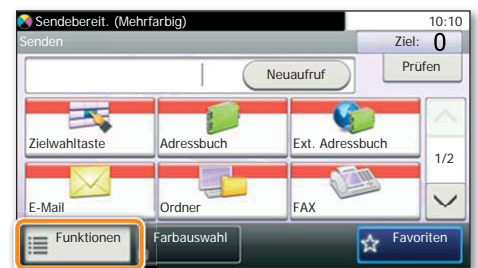 Sendebereit. (Mehrfarbig) 10:10
Senden Ziel: 0
Neuaufruf Prüfen
Zielwahltaste Adressbuch Ext. Adressbuch
1/2
E-Mail Ordner FAX
Funktionen Farbauswahl Favoriten